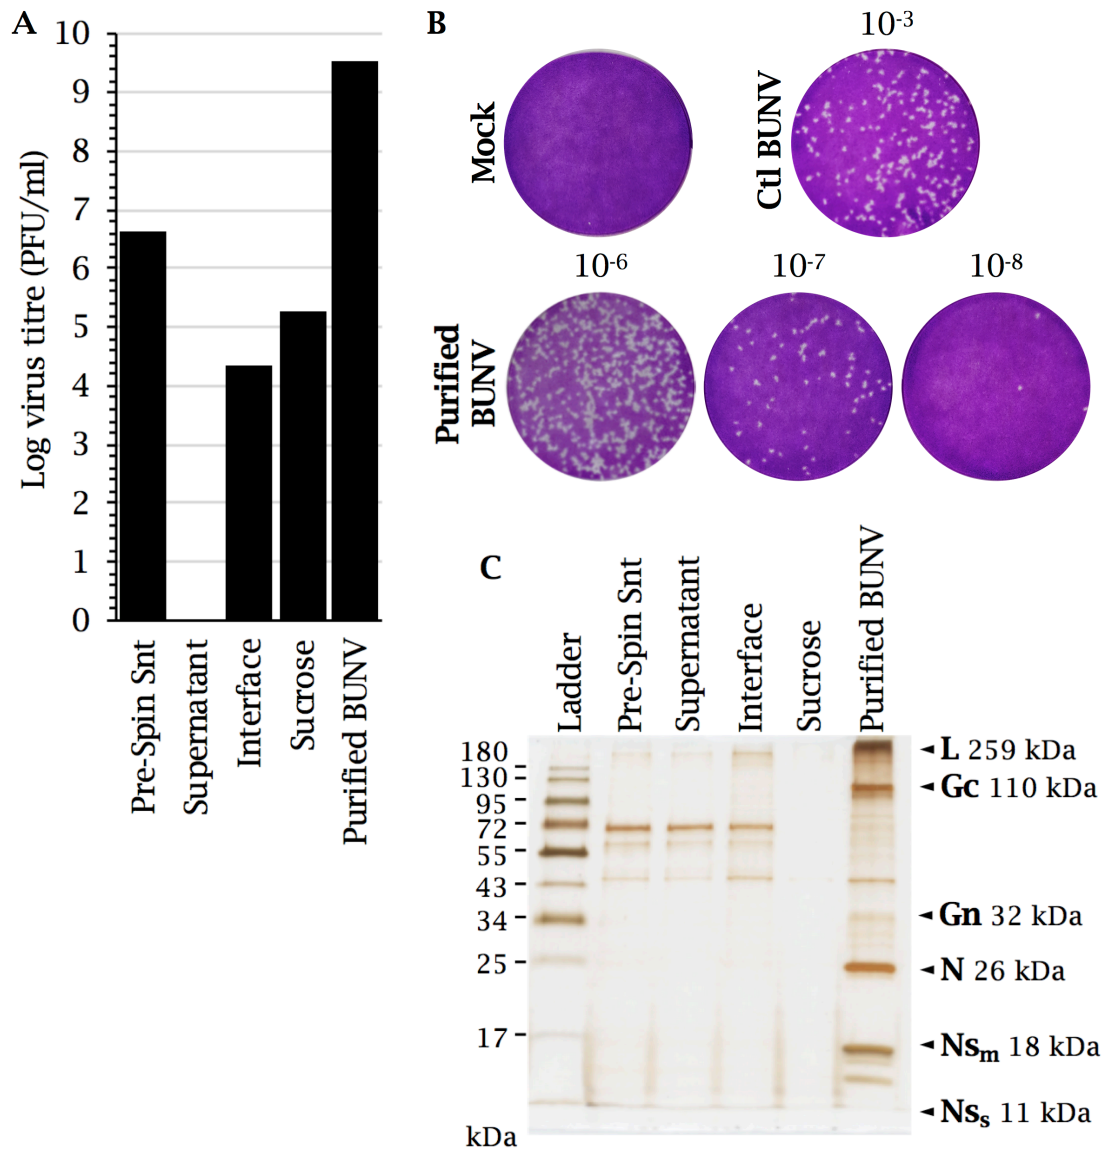 A
Log virus titre (PFU/ml)
10
9
8
7
6
5
4
3
2
1
0
Pre-Spin Snt
Supernatant
Interface
Sucrose
Purified BUNV
B
Mock
Ctl BUNV
10-3
Purified
BUNV
10-6
10-7
10-8
C
Ladder
Pre-Spin Snt
Supernatant
Interface
Sucrose
Purified BUNV
180
130
95
72
55
43
34
25
17
kDa
L 259 kDa
Gc 110 kDa
Gn 32 kDa
N 26 kDa
Nsm 18 kDa
Nss 11 kDa